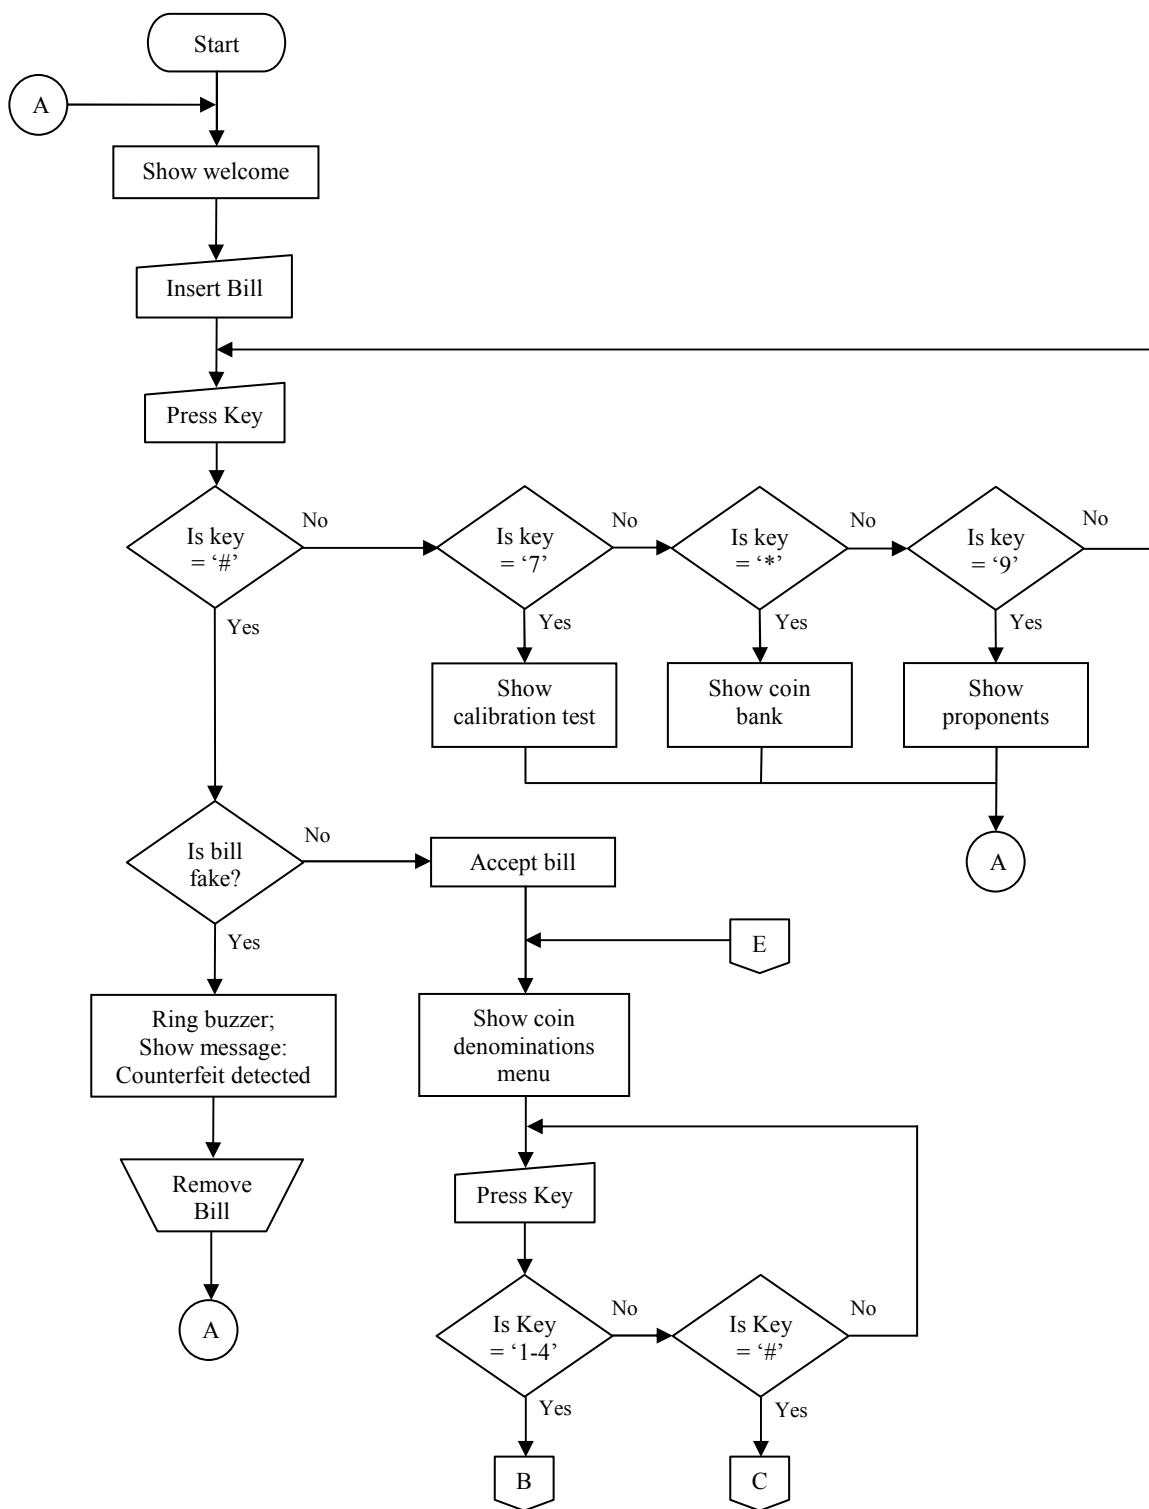 Start
A
Show welcome
Insert Bill
Press Key
Is key
= ‘#’
No
Is key
= ‘7’
No
Is key
= ‘*’
No
Is key
= ‘9’
No
Yes
Yes
Yes
Yes
Show
calibration test
Show coin
bank
Show
proponents
A
Is bill
fake?
No
Accept bill
Yes
E
Ring buzzer;
Show message:
Counterfeit detected
Show coin
denominations
menu
Remove
Bill
Press Key
A
Is Key
= ‘1-4’
No
Is Key
= ‘#’
No
Yes
Yes
B
C